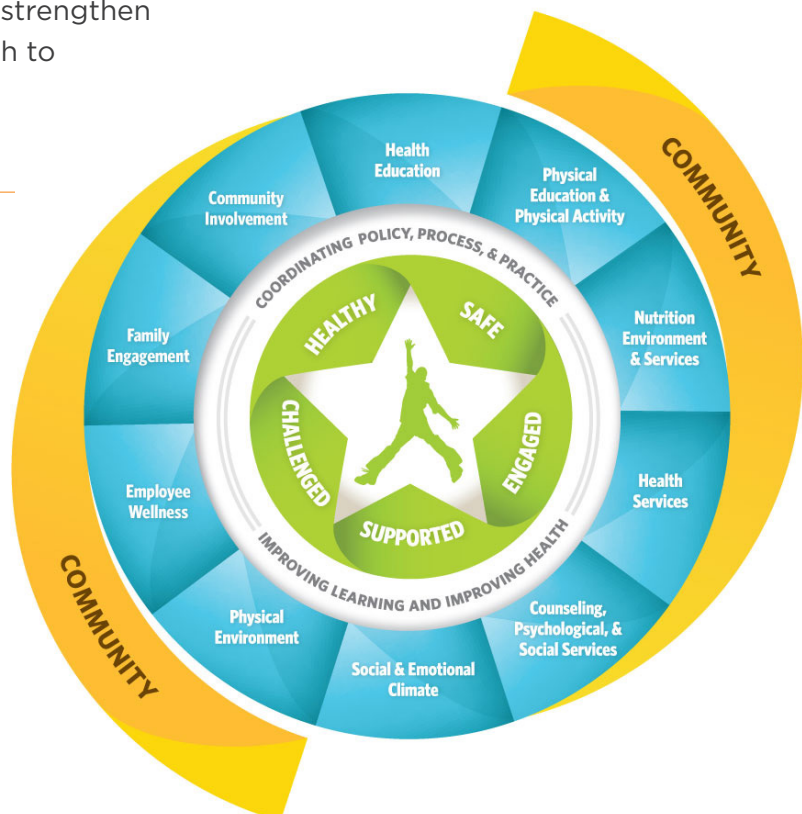 strengthen
h to
COMMUNITY
Health
Education
Physical
Education &
Physical Activity
Nutrition
Environment
& Services
Health
Services
Counseling,
Psychological, &
Social Services
Social & Emotional
Climate
Physical
Environment
Employee
Wellness
Family
Engagement
Community
Involvement
COORDINATING POLICY, PROCESS, & PRACTICE
IMPROVING LEARNING AND IMPROVING HEALTH
HEALTHY
SAFE
ENGAGED
SUPPORTED
CHALLENGED
COMMUNITY